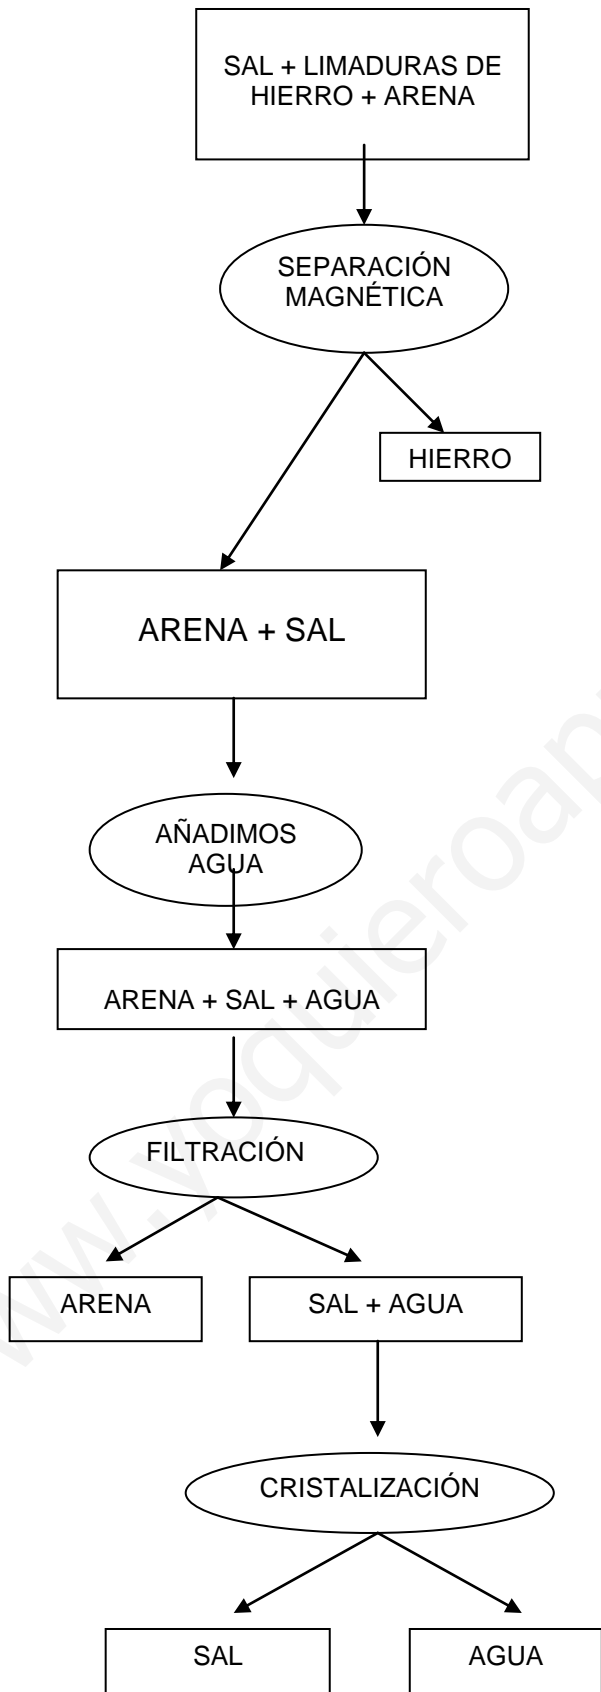 SAL + LIMADURAS DE
HIERRO + ARENA
SEPARACIÓN
MAGNÉTICA
HIERRO
ARENA + SAL
AÑADIMOS
AGUA
ARENA + SAL + AGUA
FILTRACIÓN
ARENA
SAL + AGUA
CRISTALIZACIÓN
SAL
AGUA